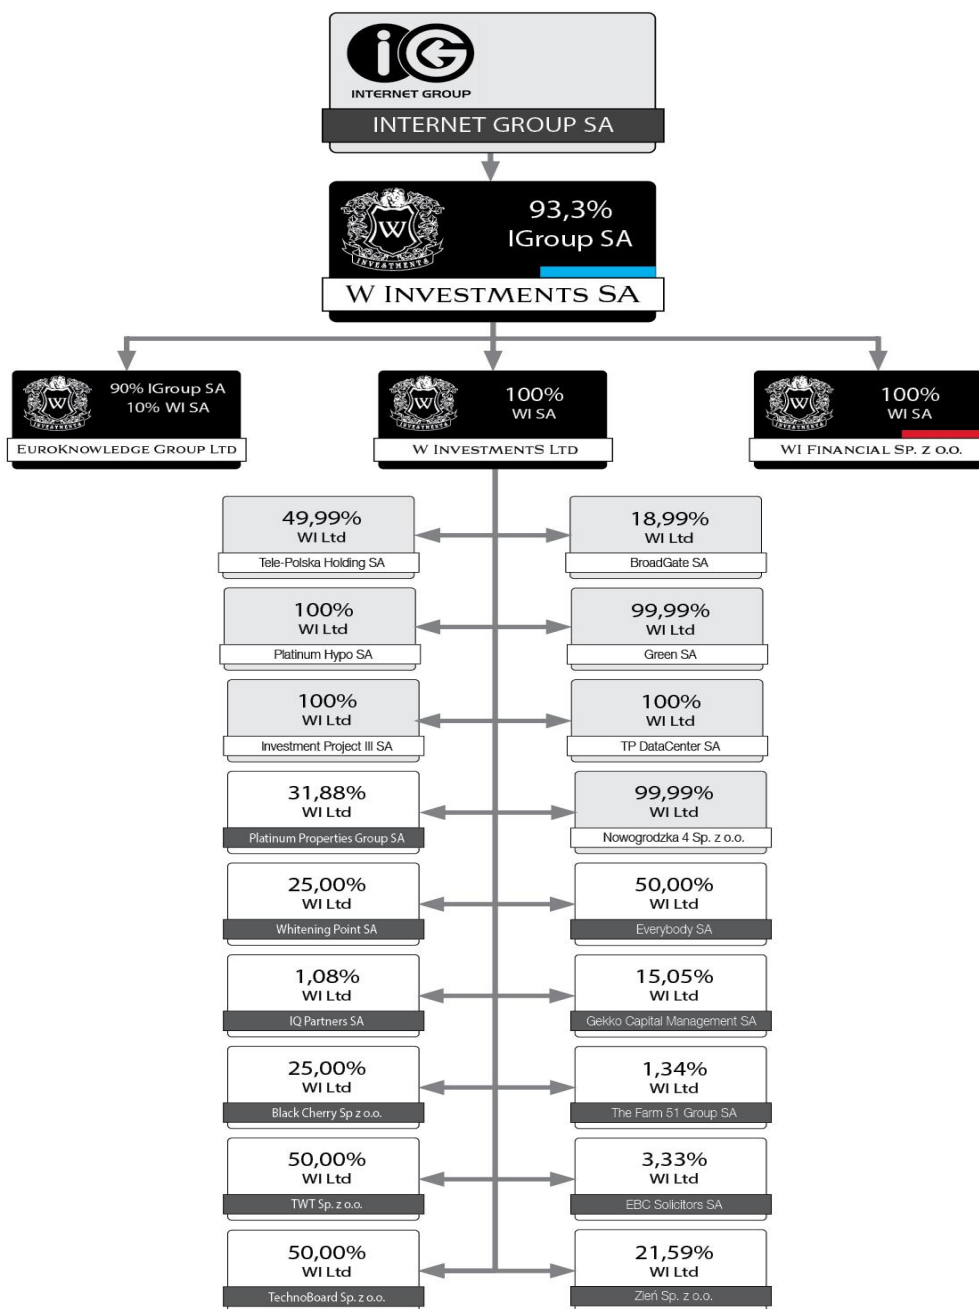 INTERNET GROUP
INTERNET GROUP SA
W
INVESTMENTS
93,3%
IGroup SA
W INVESTMENTS SA
W
INVESTMENTS
90% IGroup SA
10% WI SA
EUROKNOWLEDGE GROUP LTD
W
INVESTMENTS
100%
WI SA
W INVESTMENTS LTD
W
INVESTMENTS
100%
WI SA
WI FINANCIAL SP. Z O.O.
49,99%
WI Ltd
Tele-Polska Holding SA
18,99%
WI Ltd
BroadGate SA
100%
WI Ltd
Platinum Hypo SA
99,99%
WI Ltd
Green SA
100%
WI Ltd
Investment Project III SA
100%
WI Ltd
TP DataCenter SA
31,88%
WI Ltd
Platinum Properties Group SA
99,99%
WI Ltd
Nowogrodzka 4 Sp. z o.o.
25,00%
WI Ltd
Whitening Point SA
50,00%
WI Ltd
Everybody SA
1,08%
WI Ltd
IQ Partners SA
15,05%
WI Ltd
Gekko Capital Management SA
25,00%
WI Ltd
Black Cherry Sp z o.o.
1,34%
WI Ltd
The Farm 51 Group SA
50,00%
WI Ltd
TWT Sp. z o.o.
3,33%
WI Ltd
EBC Solicitors SA
50,00%
WI Ltd
TechnoBoard Sp. z o.o.
21,59%
WI Ltd
Zień Sp. z o.o.